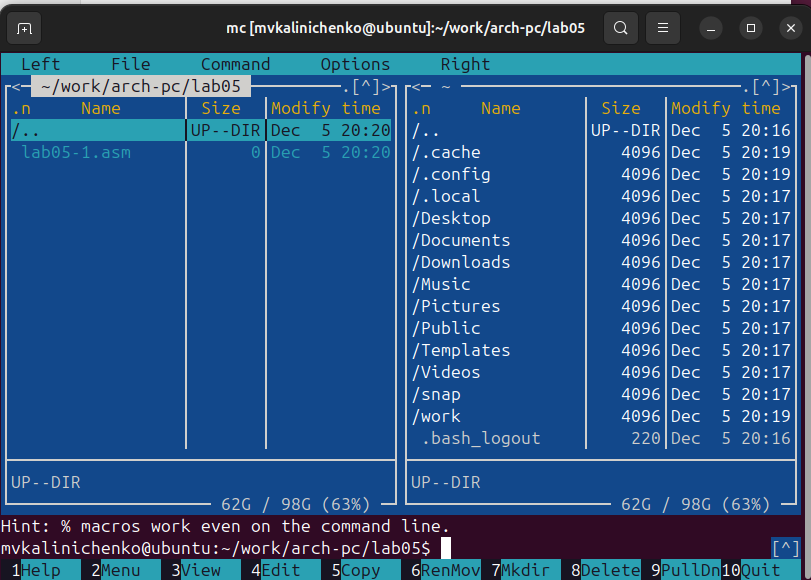 mc [mvkalinichenko@ubuntu]:~/work/arch-pc/lab05
Left File Command Options Right
<─ ~/work/arch-pc/lab05 ─.[^]>
.n Name Size Modify time
/.. UP--DIR Dec 5 20:20
lab05-1.asm 0 Dec 5 20:20
UP--DIR
62G / 98G (63%)
<─ ~ ─.[^]>
.n Name Size Modify time
/.. UP--DIR Dec 5 20:16
/.cache 4096 Dec 5 20:19
/.config 4096 Dec 5 20:19
/.local 4096 Dec 5 20:17
/Desktop 4096 Dec 5 20:17
/Documents 4096 Dec 5 20:17
/Downloads 4096 Dec 5 20:17
/Music 4096 Dec 5 20:17
/Pictures 4096 Dec 5 20:17
/Public 4096 Dec 5 20:17
/Templates 4096 Dec 5 20:17
/Videos 4096 Dec 5 20:17
/snap 4096 Dec 5 20:17
/work 4096 Dec 5 20:19
.bash_logout 220 Dec 5 20:16
UP--DIR
62G / 98G (63%)
Hint: % macros work even on the command line.
mvkalinichenko@ubuntu:~/work/arch-pc/lab05$ [^]
1Help 2Menu 3View 4Edit 5Copy 6RenMov 7Mkdir 8Delete 9PullDn 10Quit